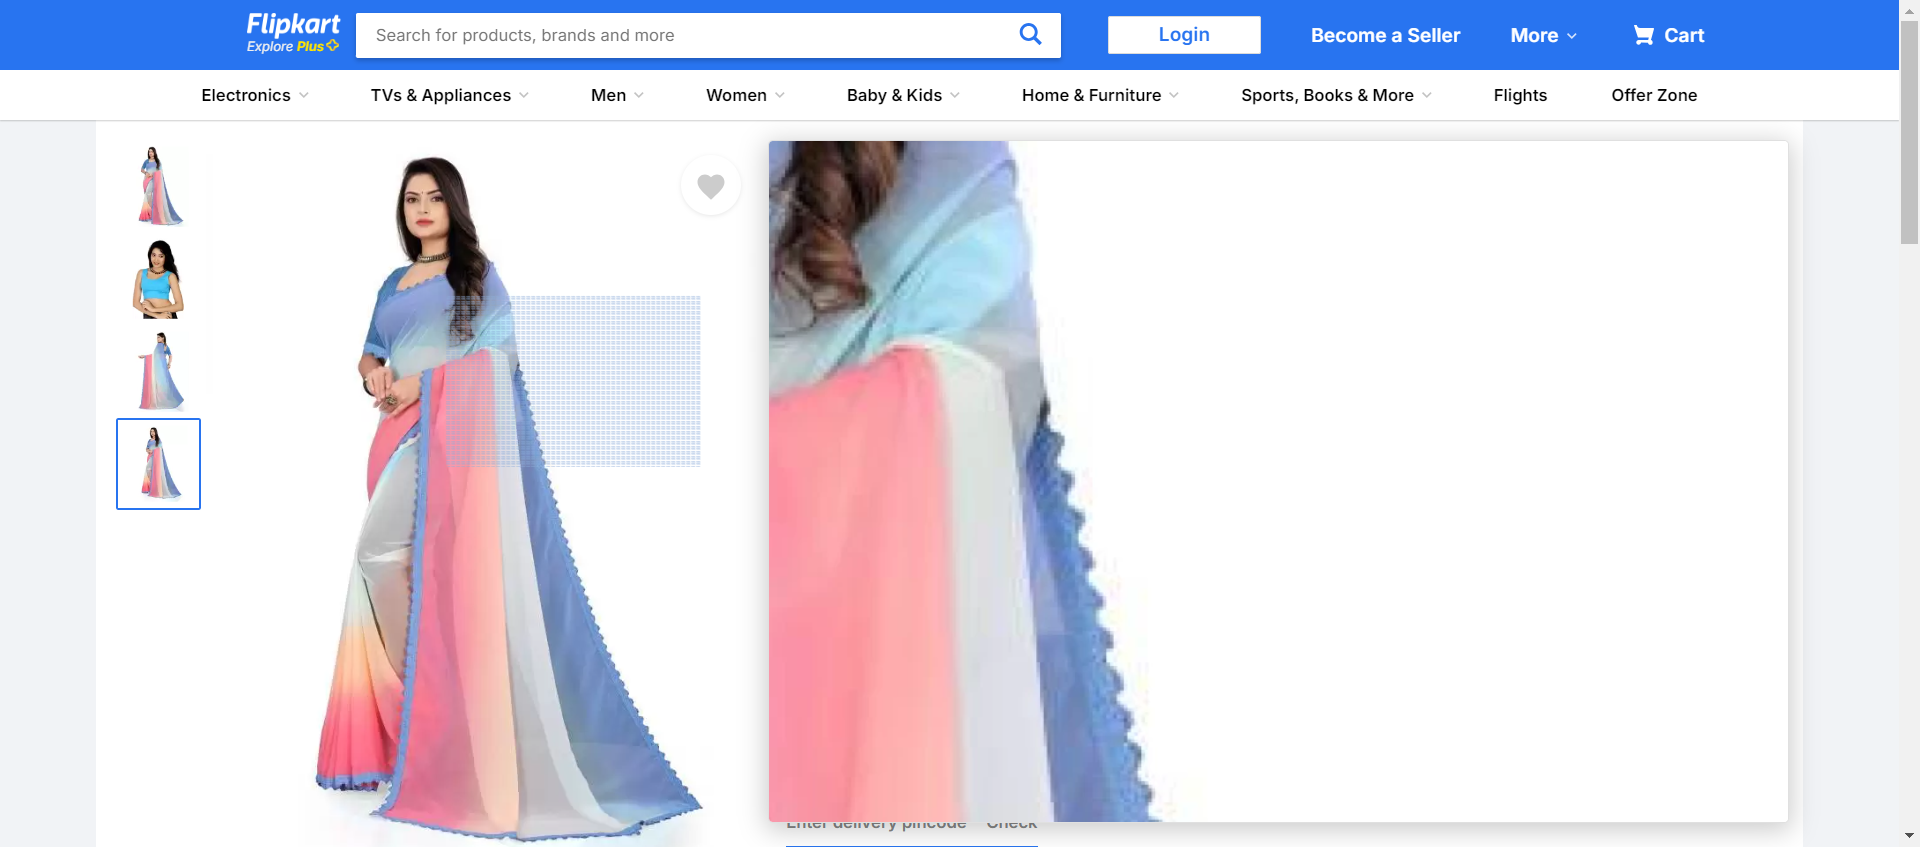 Flipkart
Explore Plus
Search for products, brands and more
Login
Become a Seller
More
Cart
Electronics
TVs & Appliances
Men
Women
Baby & Kids
Home & Furniture
Sports, Books & More
Flights
Offer Zone
Enter delivery pincode
Check